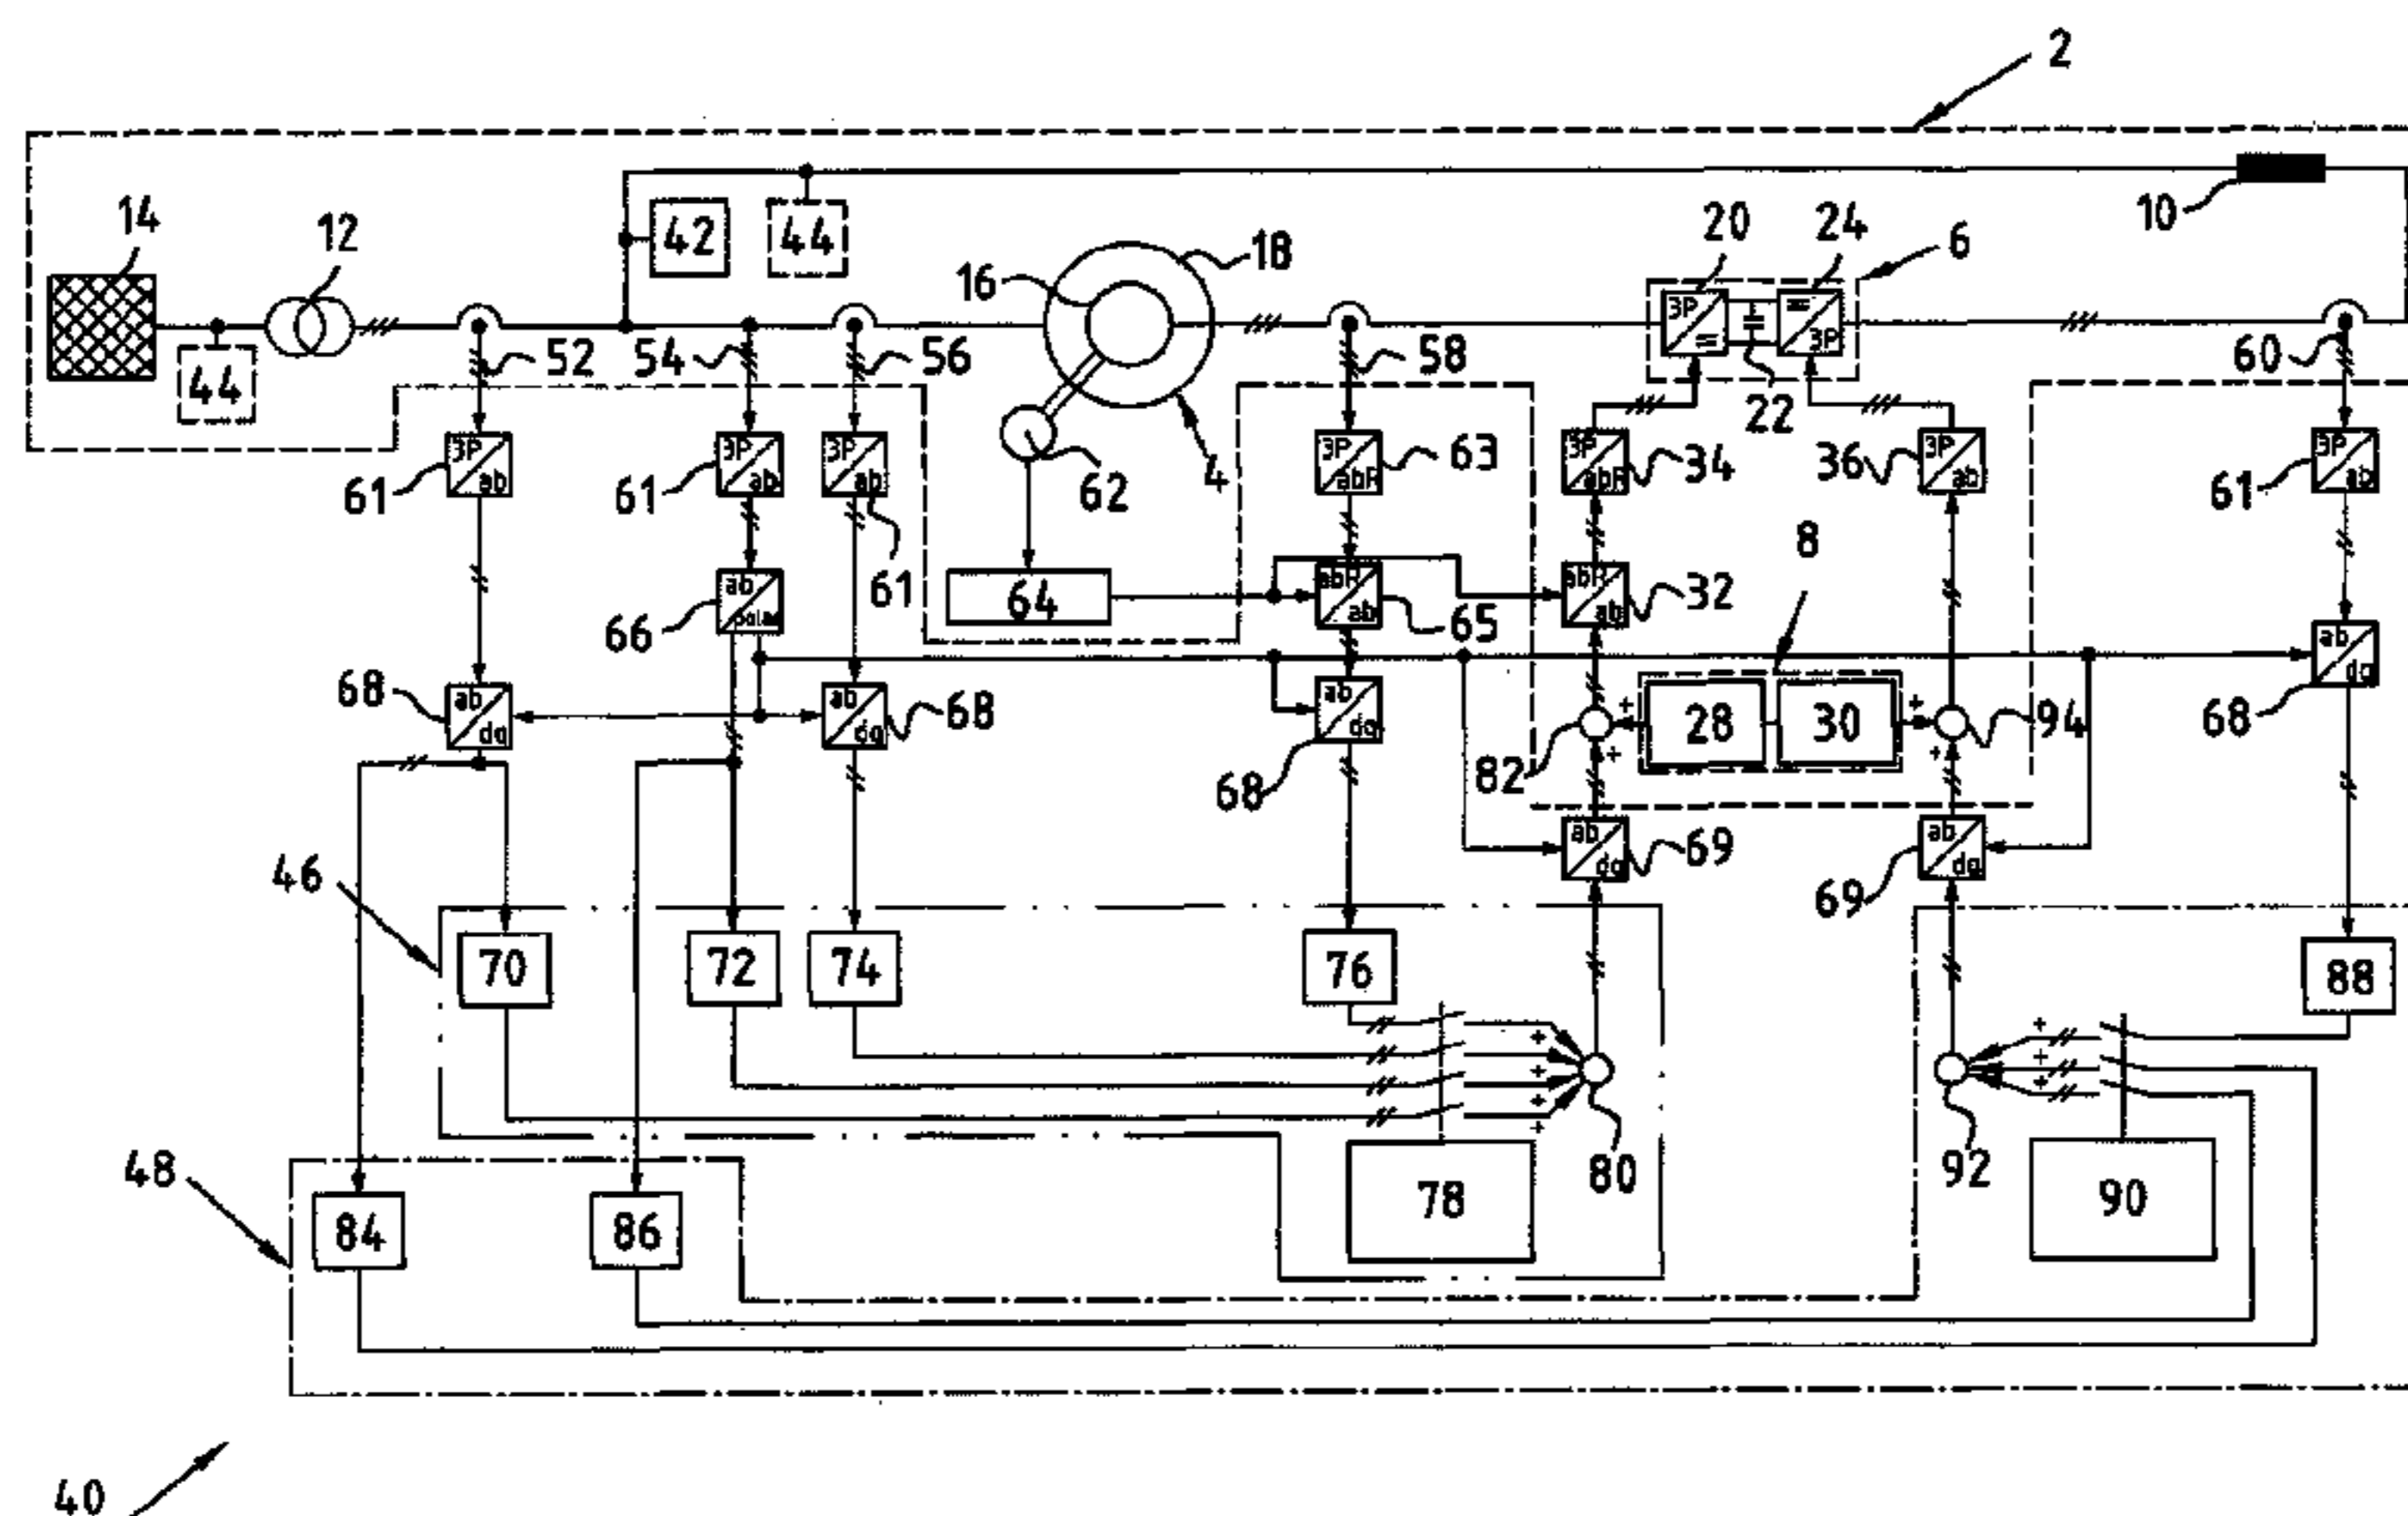 2
14
12
42
44
16
18
20
24
6
10
3P
=
=
3P
44
52
54
56
58
22
60
3P
ab
3P
ab
3P
ab
3P
abR
3P
abR
3P
ab
3P
ab
61
61
61
62
4
63
34
36
61
8
ab
polar
66
64
abR
ab
65
abR
ab
32
68
ab
dq
ab
dq
68
ab
dq
68
82
+
+
28
30
+
+
94
ab
dq
68
46
ab
dq
69
ab
dq
69
70
72
74
76
88
+
+
+
+
80
+
+
+
92
48
84
86
78
90
40